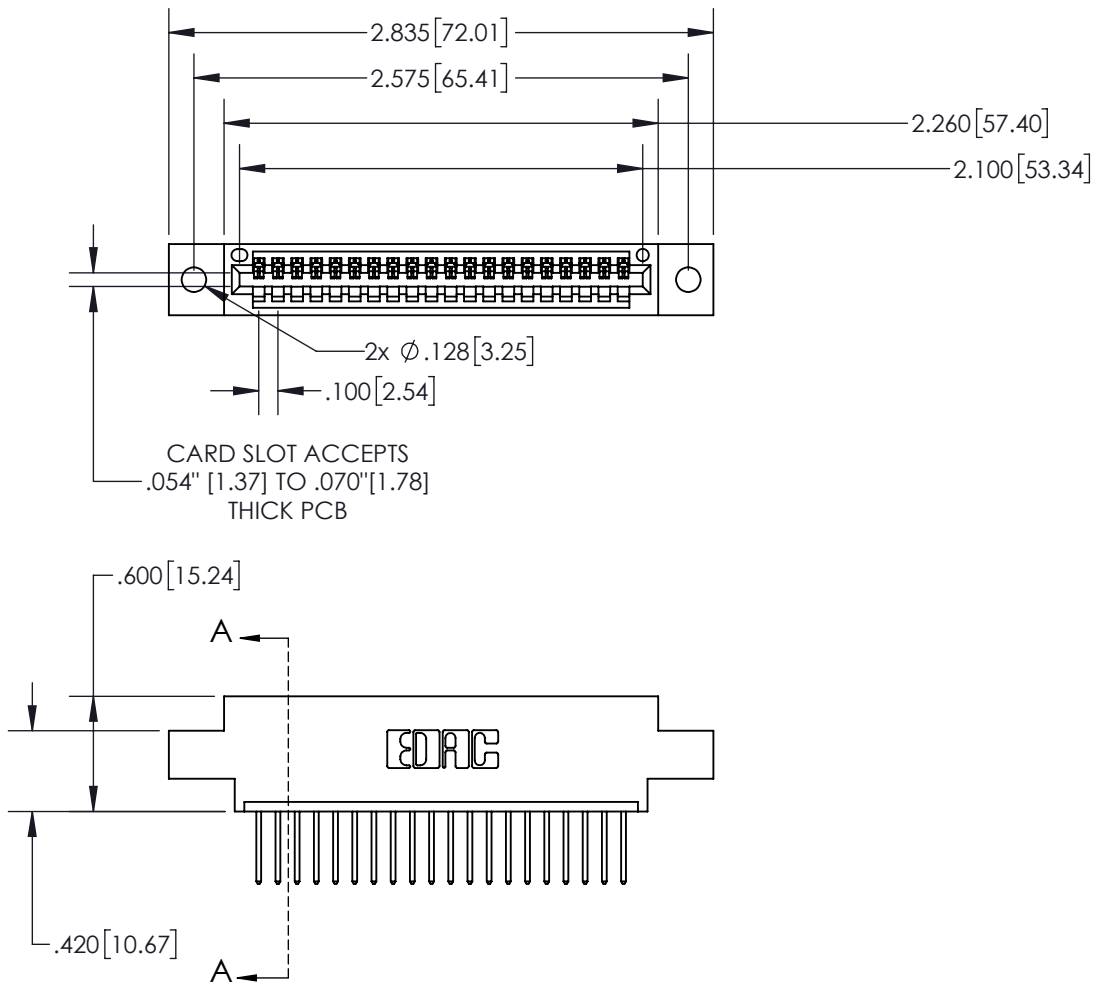 2.835[72.01]
2.575[65.41]
2.260[57.40]
2.100[53.34]
2x Ø.128[3.25]
.100[2.54]
CARD SLOT ACCEPTS
.054" [1.37] TO .070"[1.78]
THICK PCB
.600[15.24]
A
EDAC
.420[10.67]
A